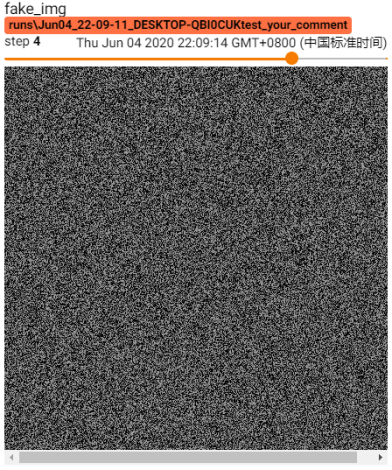 fake_img
runs\Jun04_22-09-11_DESKTOP-QBI0CUKtest_your_comment
step 4 Thu Jun 04 2020 22:09:14 GMT+0800 (中国标准时间)